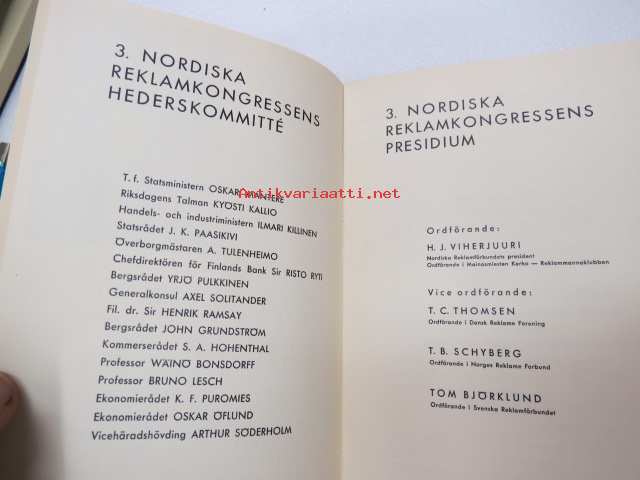 3. NORDISKA
REKLAMKONGRESSENS
HEDERSKOMMITTÉ
T. f. Statsministern OSKAR MANTERE
Riksdagens Talman KYÖSTI KALLIO
Handels- och industriministern ILMARI KILLINEN
Statsrådet J. K. PAASIKIVI
Överborgmästaren A. TULENHEIMO
Chefdirektören för Finlands Bank Sir RISTO RYTI
Bergsrådet YRJÖ PULKKINEN
Generalkonsul AXEL SOLITANDER
Fil. dr. Sir HENRIK RAMSAY
Bergsrådet JOHN GRUNDSTRÖM
Kommerserådet S. A. HOHENTHAL
Professor WÄINÖ BONSDORFF
Professor BRUNO LESCH
Ekonomierådet K. F. PUROMIES
Ekonomierådet OSKAR ÖFLUND
Vicehäradshövding ARTHUR SÖDERHOLM
3. NORDISKA
REKLAMKONGRESSENS
PRESIDIUM
Ordförande:
H. J. VIHERJUURI
Nordiska Reklamförbundets president
Ordförande i Mainosmiesten Kerho — Reklammannaklubben
Vice ordförande:
T. C. THOMSEN
Ordförande i Dansk Reklame Forening
T. B. SCHYBERG
Ordförande i Norges Reklame Forbund
TOM BJÖRKLUND
Ordförande i Svenska Reklamförbundet
Antikvariaatti.net